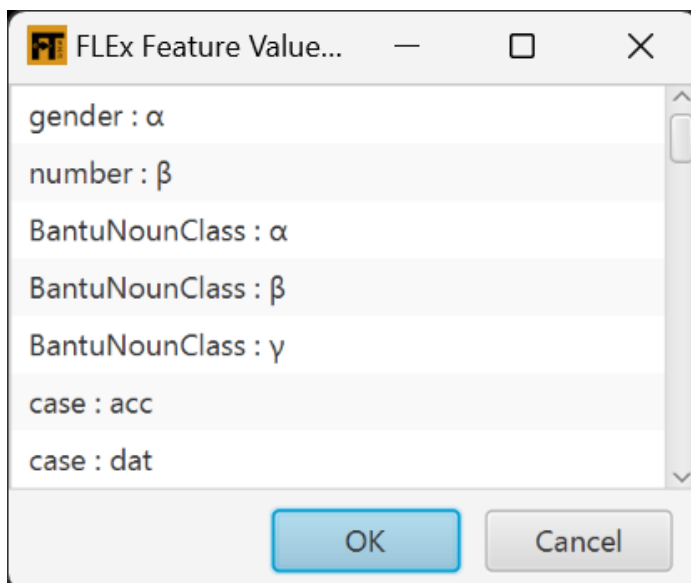 FLEx Feature Value...
gender : α
number : β
BantuNounClass : α
BantuNounClass : β
BantuNounClass : γ
case : acc
case : dat
OK
Cancel